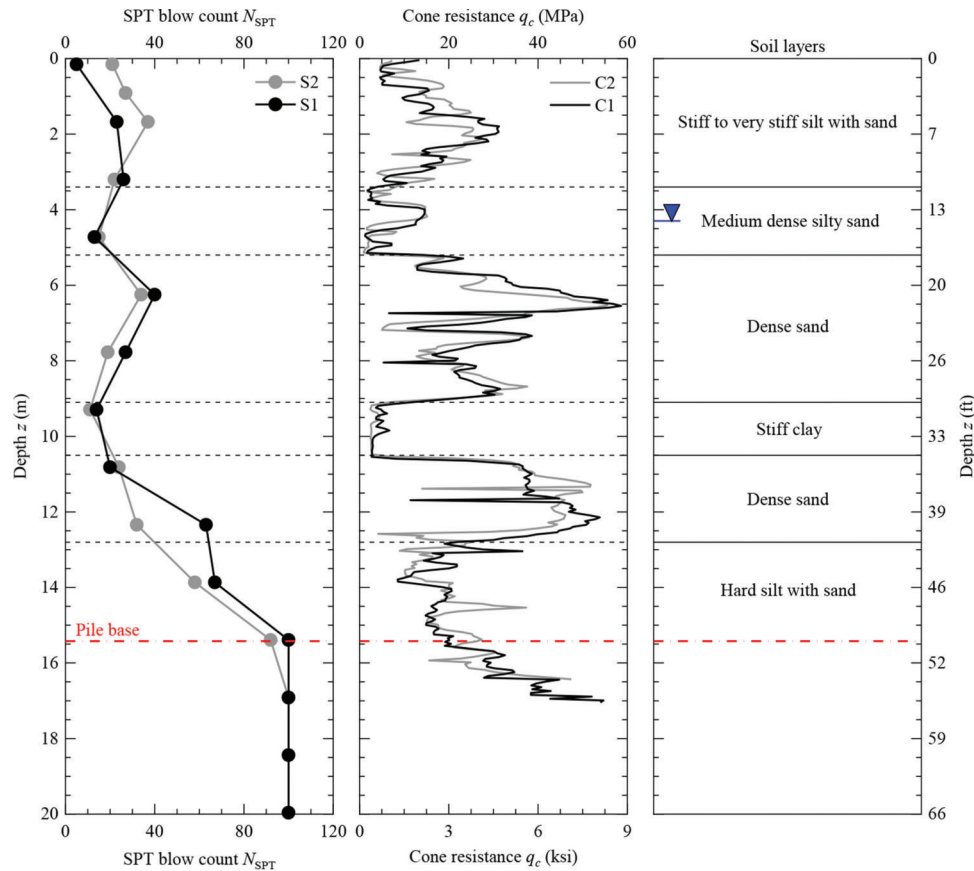 SPT blow count N_SPT
Cone resistance q_c (MPa)
Soil layers
0 40 80 120
0 20 40 60
0
2
4
6
8
10
12
14
16
18
20
Depth z (m)
S2
S1
Pile base
0 40 80 120
SPT blow count N_SPT
C2
C1
0 3 6 9
Cone resistance q_c (ksi)
Stiff to very stiff silt with sand
Medium dense silty sand
Dense sand
Stiff clay
Dense sand
Hard silt with sand
0
7
13
20
26
33
39
46
52
59
66
Depth z (ft)